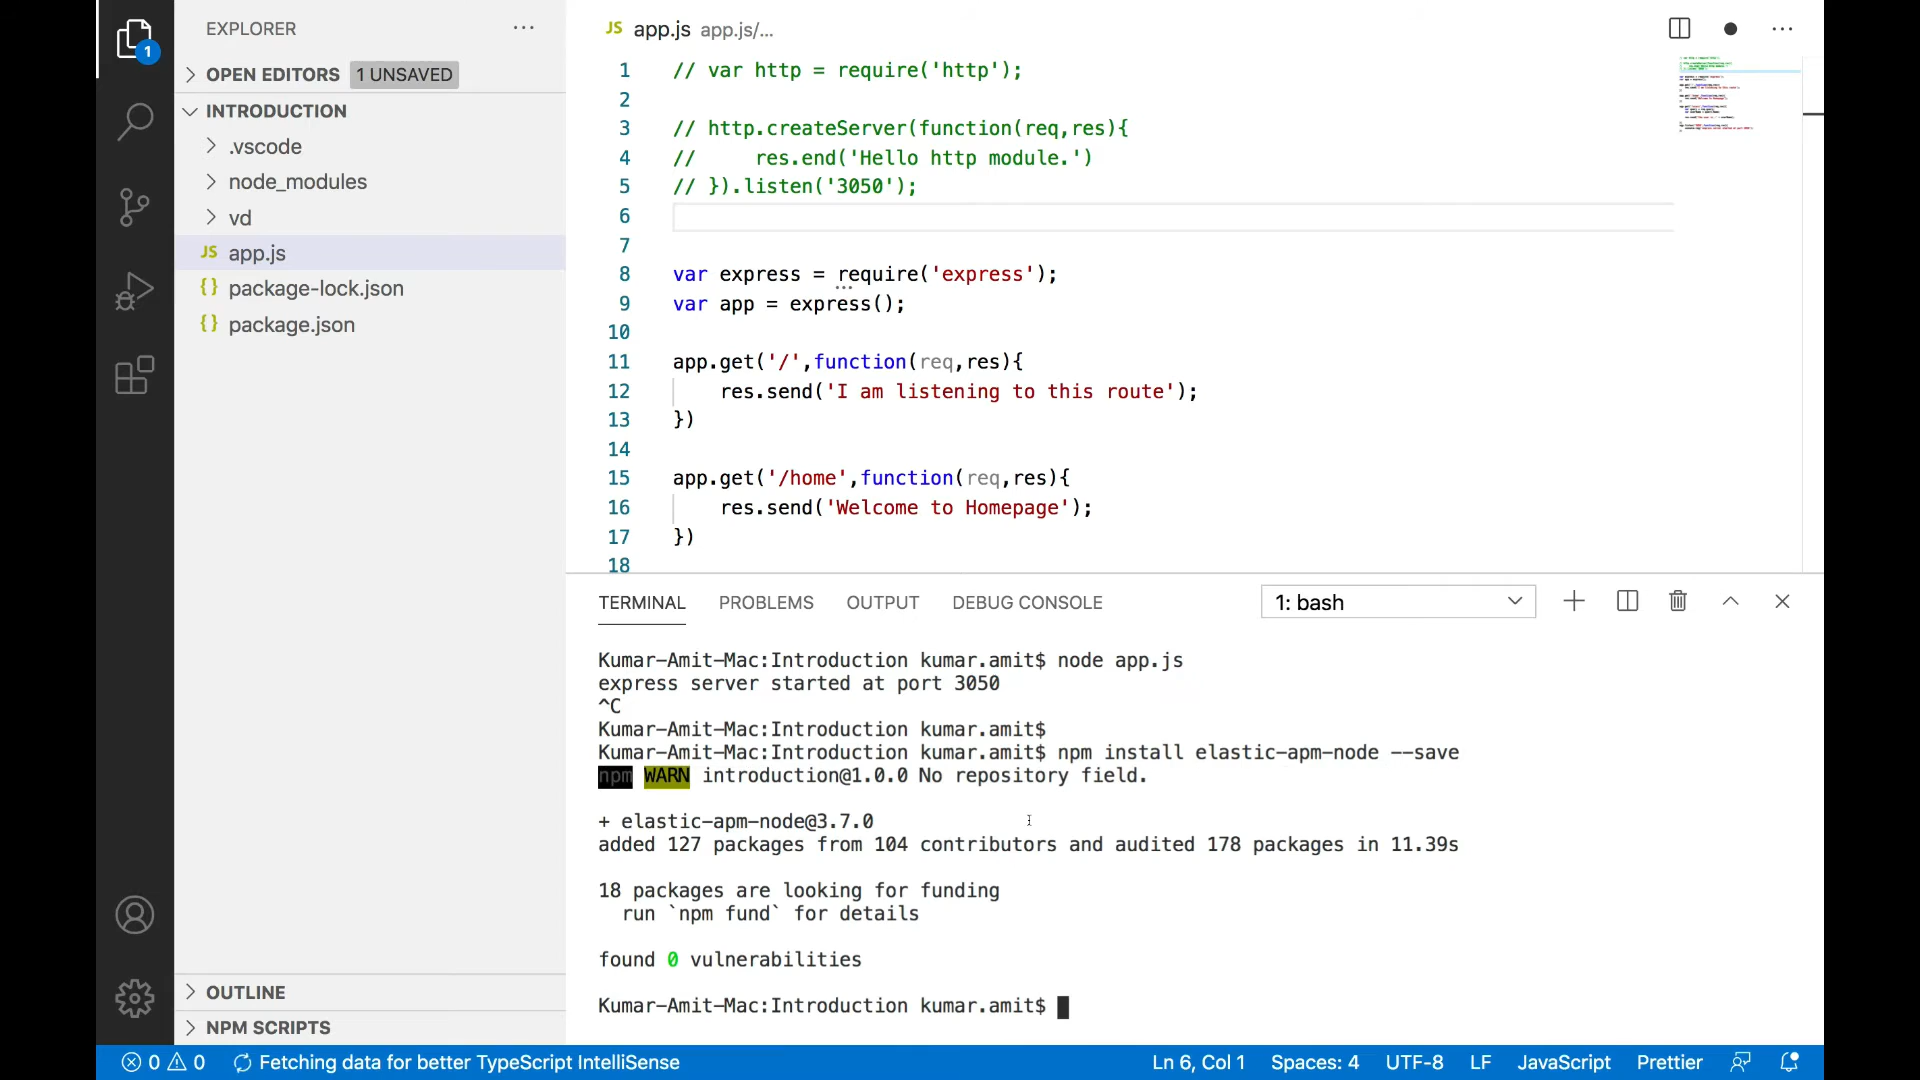 EXPLORER
OPEN EDITORS 1 UNSAVED
INTRODUCTION
.vscode
node_modules
vd
JS app.js
{} package-lock.json
{} package.json
OUTLINE
NPM SCRIPTS
1
JS app.js app.js/...
1 // var http = require('http');
2
3 // http.createServer(function(req,res){
4 //     res.end('Hello http module.')
5 // }).listen('3050');
6
7
8 var express = require('express');
9 var app = express();
10
11 app.get('/',function(req,res){
12     res.send('I am listening to this route');
13 })
14
15 app.get('/home',function(req,res){
16     res.send('Welcome to Homepage');
17 })
18
TERMINAL PROBLEMS OUTPUT DEBUG CONSOLE 1: bash
Kumar-Amit-Mac:Introduction kumar.amit$ node app.js
express server started at port 3050
^C
Kumar-Amit-Mac:Introduction kumar.amit$
Kumar-Amit-Mac:Introduction kumar.amit$ npm install elastic-apm-node --save
npm WARN introduction@1.0.0 No repository field.
+ elastic-apm-node@3.7.0
added 127 packages from 104 contributors and audited 178 packages in 11.39s
18 packages are looking for funding
  run `npm fund` for details
found 0 vulnerabilities
Kumar-Amit-Mac:Introduction kumar.amit$
0 0 Fetching data for better TypeScript IntelliSense Ln 6, Col 1 Spaces: 4 UTF-8 LF JavaScript Prettier